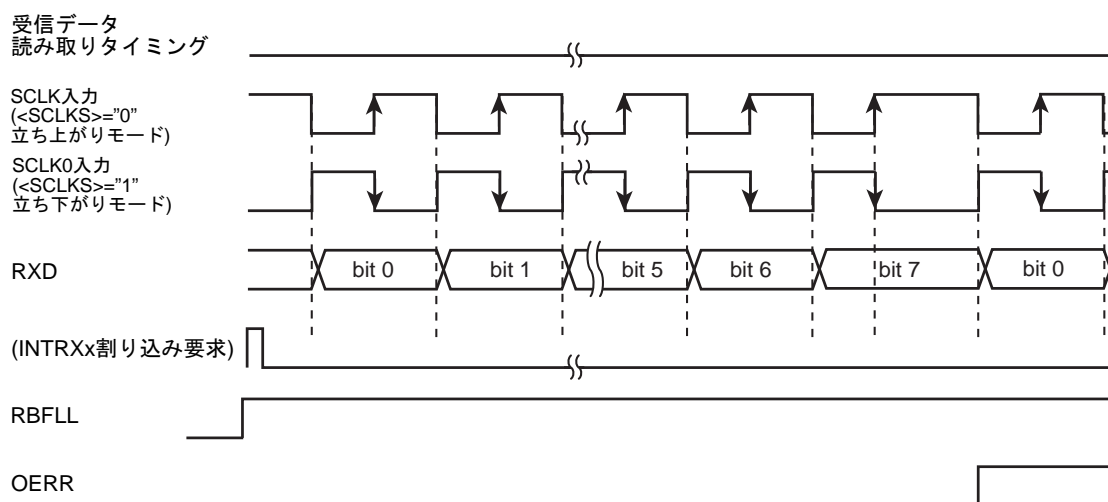 受信データ
読み取りタイミング
SCLK入力
(<SCLKS>="0"
立ち上がりモード)
SCLK0入力
(<SCLKS>="1"
立ち下がりモード)
RXD
bit 0
bit 1
bit 5
bit 6
bit 7
bit 0
(INTRXx割り込み要求)
RBFLL
OERR